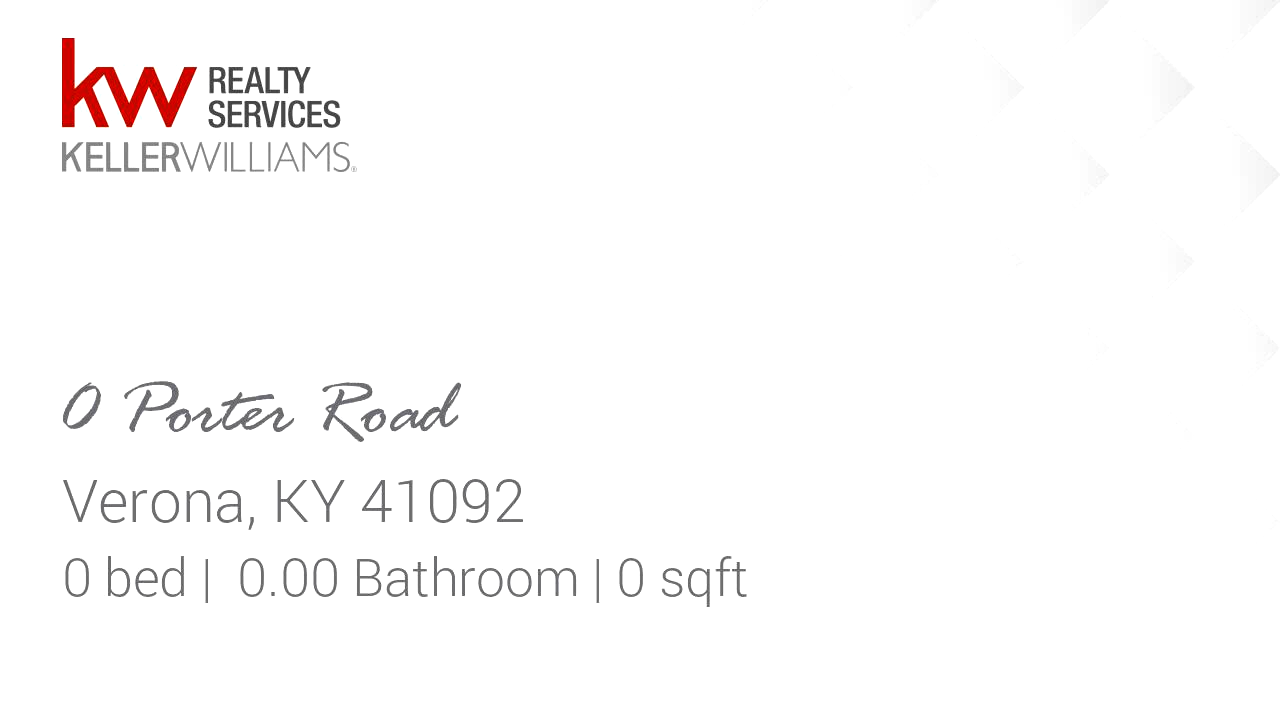 kw REALTY
SERVICES
KELLERWILLIAMS®
0 Porter Road
Verona, KY 41092
0 bed | 0.00 Bathroom | 0 sqft